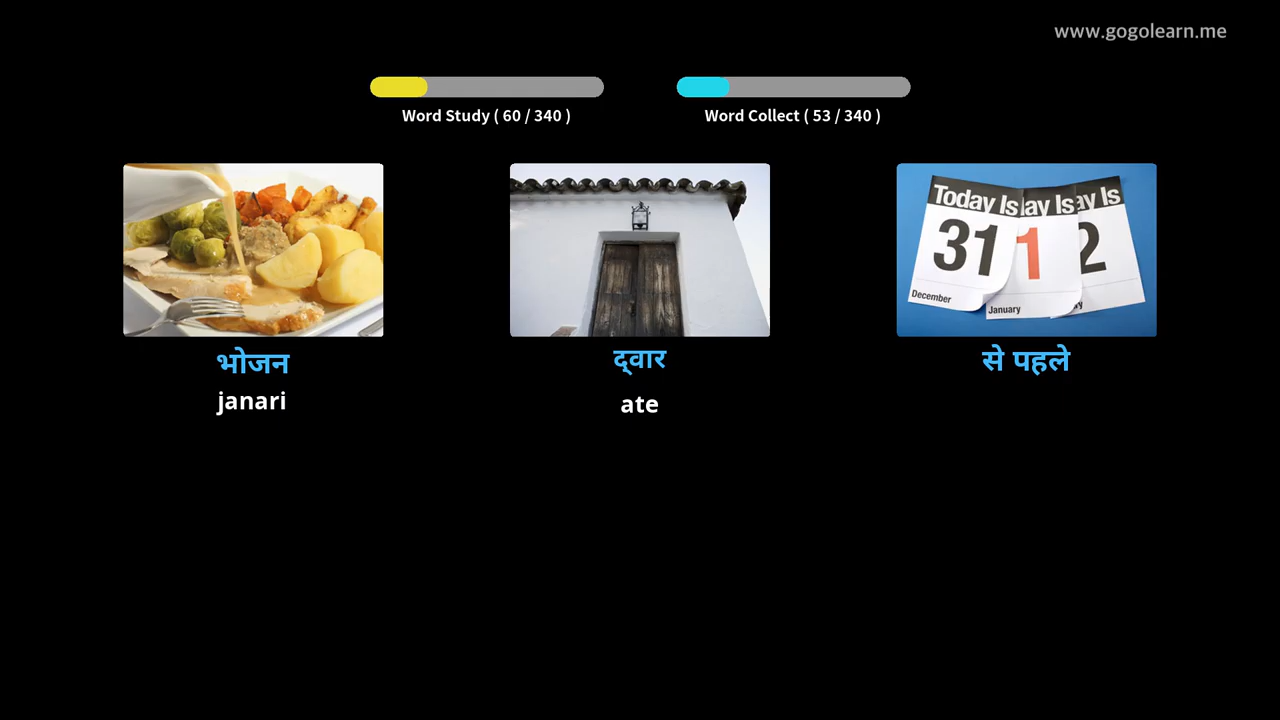 www.gogolearn.me
Word Study ( 60 / 340 )
Word Collect ( 53 / 340 )
Today Is
ay Is
ay Is
31
1
2
December
January
भोजन
द्वार
से पहले
janari
ate